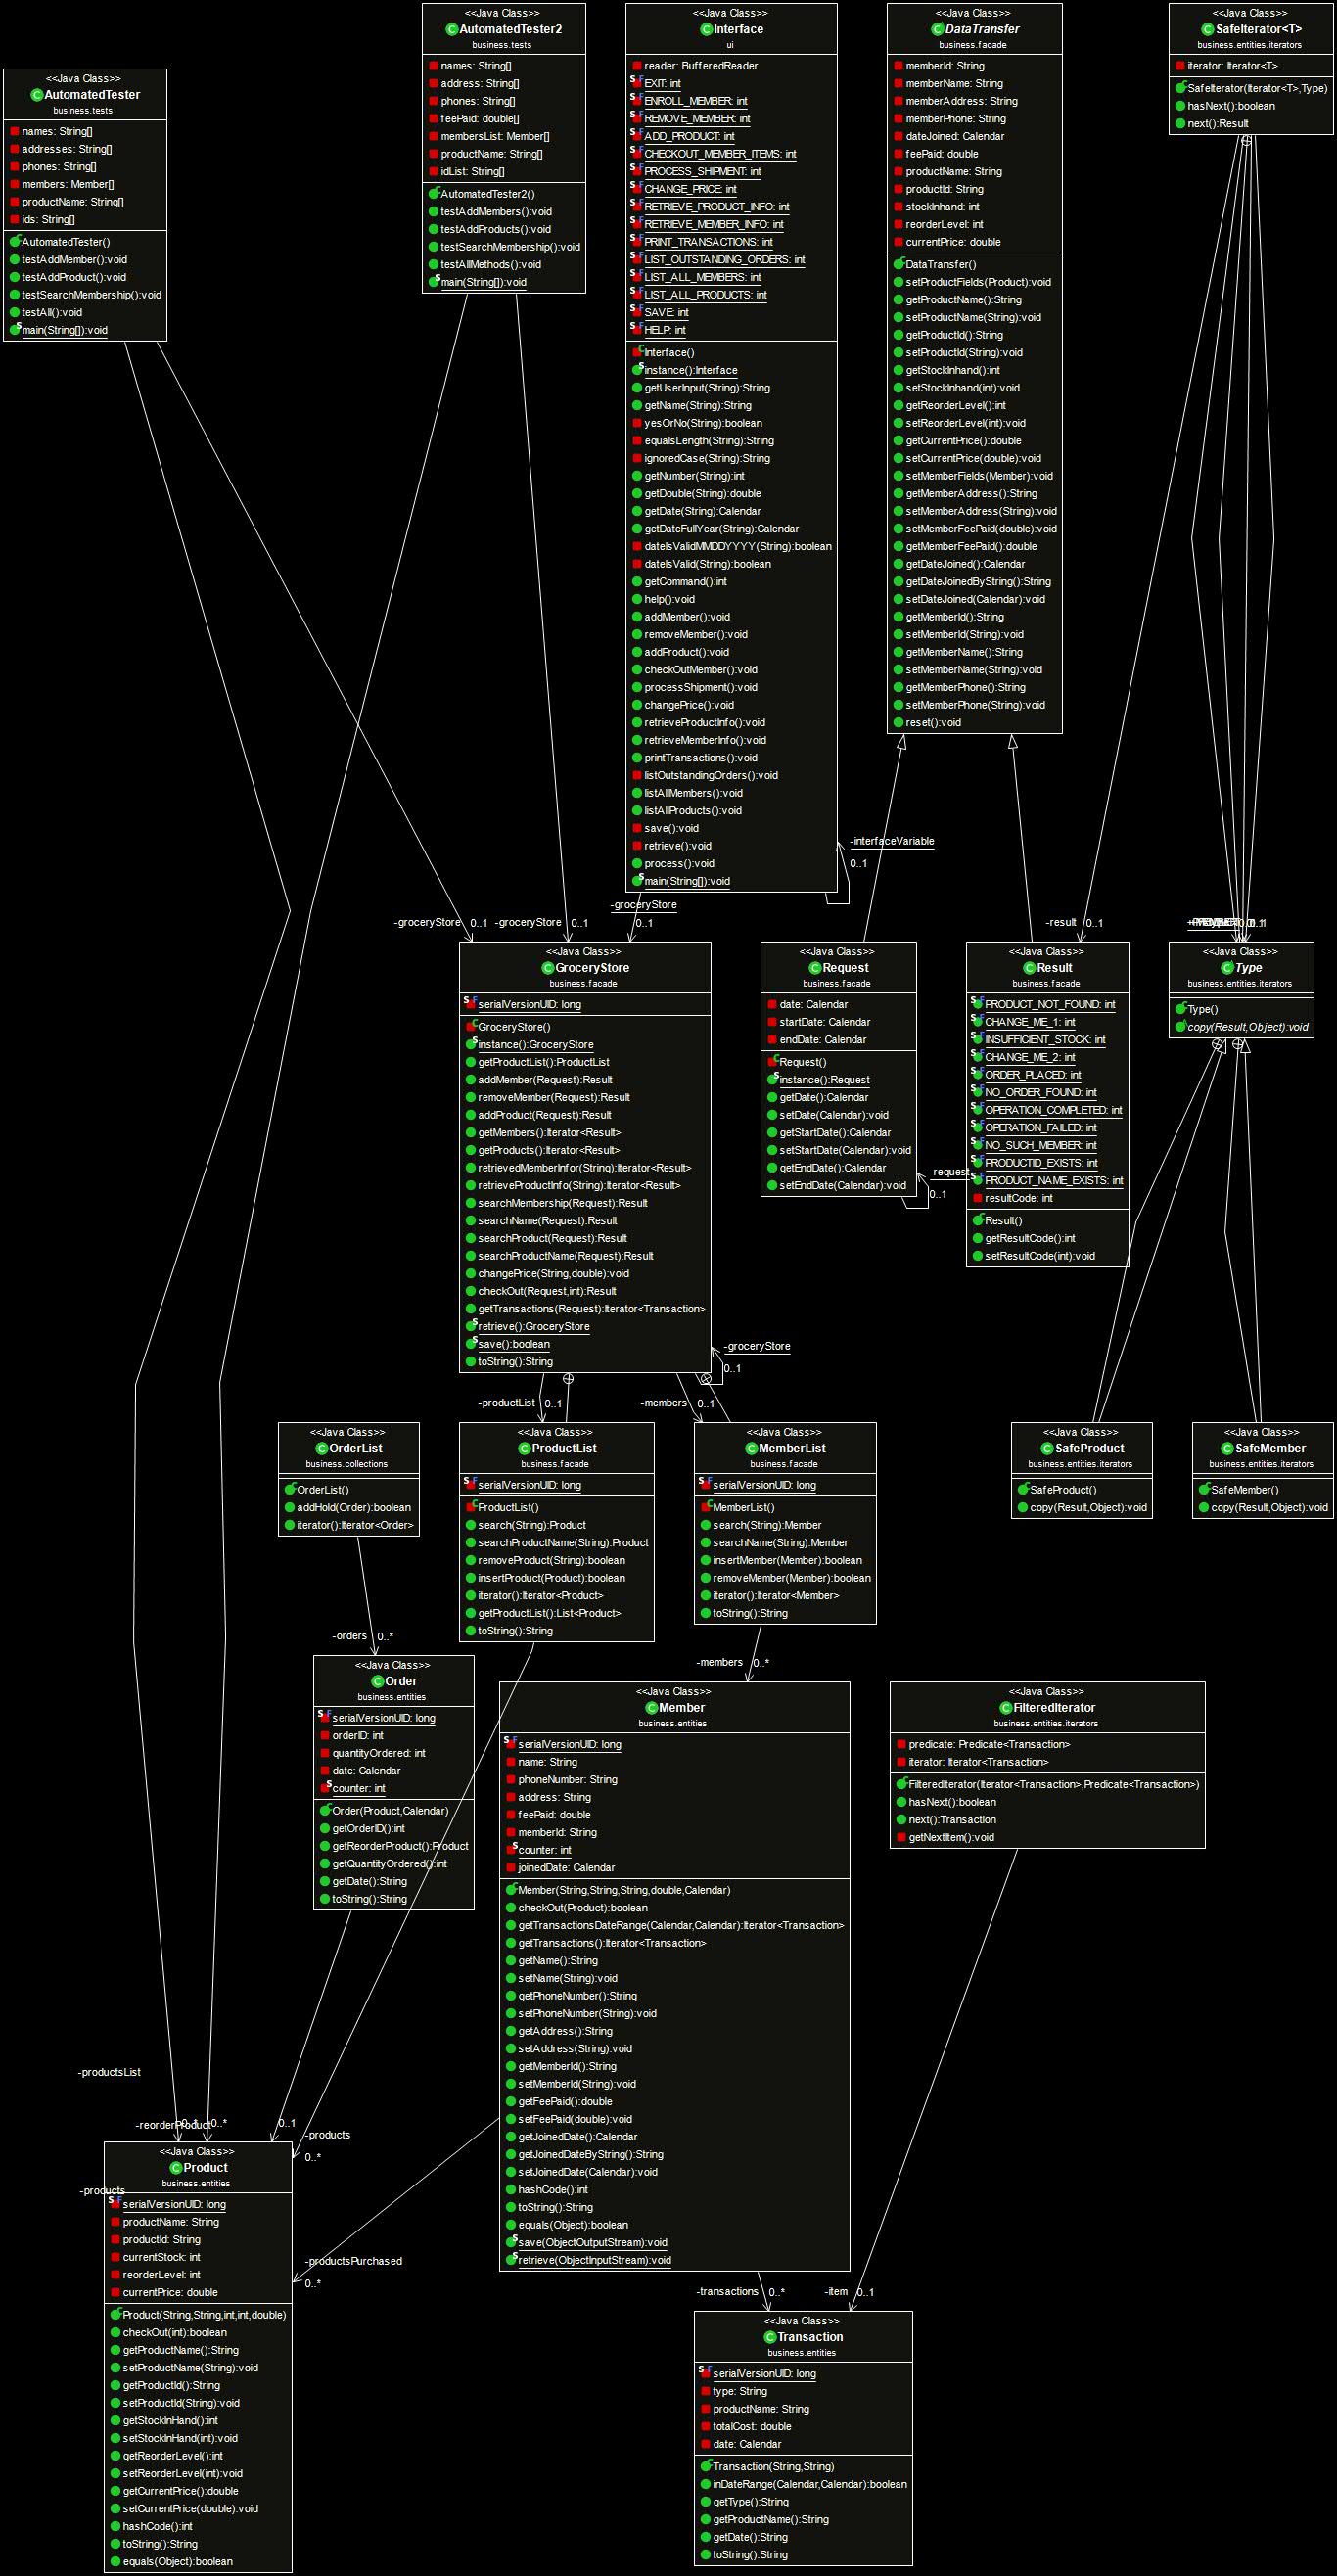 <<Java Class>>
AutomatedTester
business.tests
names: String[]
addresses: String[]
phones: String[]
members: Member[]
productName: String[]
ids: String[]
AutomatedTester()
testAddMember():void
testAddProduct():void
testSearchMembership():void
testAll():void
main(String[]):void
<<Java Class>>
AutomatedTester2
business.tests
names: String[]
address: String[]
phones: String[]
feePaid: double[]
membersList: Member[]
productName: String[]
idList: String[]
AutomatedTester2()
testAddMembers():void
testAddProducts():void
testSearchMembership():void
testAllMethods():void
main(String[]):void
<<Java Class>>
Interface
ui
reader: BufferedReader
EXIT: int
ENROLL_MEMBER: int
REMOVE_MEMBER: int
ADD_PRODUCT: int
CHECKOUT_MEMBER_ITEMS: int
PROCESS_SHIPMENT: int
CHANGE_PRICE: int
RETRIEVE_PRODUCT_INFO: int
RETRIEVE_MEMBER_INFO: int
PRINT_TRANSACTIONS: int
LIST_OUTSTANDING_ORDERS: int
LIST_ALL_MEMBERS: int
LIST_ALL_PRODUCTS: int
SAVE: int
HELP: int
Interface()
instance():Interface
getUserInput(String):String
getName(String):String
yesOrNo(String):boolean
equalsLength(String):String
ignoredCase(String):String
getNumber(String):int
getDouble(String):double
getDate(String):Calendar
getDateFullYear(String):Calendar
dateIsValidMMDDYYYY(String):boolean
dateIsValid(String):boolean
getCommand():int
help():void
addMember():void
removeMember():void
addProduct():void
checkOutMember():void
processShipment():void
changePrice():void
retrieveProductInfo():void
retrieveMemberInfo():void
printTransactions():void
listOutstandingOrders():void
listAllMembers():void
listAllProducts():void
save():void
retrieve():void
process():void
main(String[]):void
-interfaceVariable
0..1
<<Java Class>>
DataTransfer
business.facade
memberId: String
memberName: String
memberAddress: String
memberPhone: String
dateJoined: Calendar
feePaid: double
productName: String
productId: String
stockInhand: int
reorderLevel: int
currentPrice: double
DataTransfer()
setProductFields(Product):void
getProductName():String
setProductName(String):void
getProductId():String
setProductId(String):void
getStockInhand():int
setStockInhand(int):void
getReorderLevel():int
setReorderLevel(int):void
getCurrentPrice():double
setCurrentPrice(double):void
setMemberFields(Member):void
getMemberAddress():String
setMemberAddress(String):void
setMemberFeePaid(double):void
getMemberFeePaid():double
getDateJoined():Calendar
getDateJoinedByString():String
setDateJoined(Calendar):void
getMemberId():String
setMemberId(String):void
getMemberName():String
setMemberName(String):void
getMemberPhone():String
setMemberPhone(String):void
reset():void
<<Java Class>>
SafeIterator<T>
business.entities.iterators
iterator: Iterator<T>
SafeIterator(Iterator<T>,Type)
hasNext():boolean
next():Result
-groceryStore 0..1
-groceryStore 0..1
-groceryStore
0..1
-result 0..1
<<Java Class>>
GroceryStore
business.facade
serialVersionUID: long
GroceryStore()
instance():GroceryStore
getProductList():ProductList
addMember(Request):Result
removeMember(Request):Result
addProduct(Request):Result
getMembers():Iterator<Result>
getProducts():Iterator<Result>
retrievedMemberInfor(String):Iterator<Result>
retrieveProductInfo(String):Iterator<Result>
searchMembership(Request):Result
searchName(Request):Result
searchProduct(Request):Result
searchProductName(Request):Result
changePrice(String,double):void
checkOut(Request,int):Result
getTransactions(Request):Iterator<Transaction>
retrieve():GroceryStore
save():boolean
toString():String
-groceryStore
0..1
<<Java Class>>
Request
business.facade
date: Calendar
startDate: Calendar
endDate: Calendar
Request()
instance():Request
getDate():Calendar
setDate(Calendar):void
getStartDate():Calendar
setStartDate(Calendar):void
getEndDate():Calendar
setEndDate(Calendar):void
-request
0..1
<<Java Class>>
Result
business.facade
PRODUCT_NOT_FOUND: int
CHANGE_ME_1: int
INSUFFICIENT_STOCK: int
CHANGE_ME_2: int
ORDER_PLACED: int
NO_ORDER_FOUND: int
OPERATION_COMPLETED: int
OPERATION_FAILED: int
NO_SUCH_MEMBER: int
PRODUCTID_EXISTS: int
PRODUCT_NAME_EXISTS: int
resultCode: int
Result()
getResultCode():int
setResultCode(int):void
<<Java Class>>
Type
business.entities.iterators
Type()
copy(Result,Object):void
-productList 0..1
-members 0..1
<<Java Class>>
OrderList
business.collections
OrderList()
addHold(Order):boolean
iterator():Iterator<Order>
<<Java Class>>
ProductList
business.facade
serialVersionUID: long
ProductList()
search(String):Product
searchProductName(String):Product
removeProduct(String):boolean
insertProduct(Product):boolean
iterator():Iterator<Product>
getProductList():List<Product>
toString():String
<<Java Class>>
MemberList
business.facade
serialVersionUID: long
MemberList()
search(String):Member
searchName(String):Member
insertMember(Member):boolean
removeMember(Member):boolean
iterator():Iterator<Member>
toString():String
<<Java Class>>
SafeProduct
business.entities.iterators
SafeProduct()
copy(Result,Object):void
<<Java Class>>
SafeMember
business.entities.iterators
SafeMember()
copy(Result,Object):void
-orders 0..*
-members 0..*
<<Java Class>>
Order
business.entities
serialVersionUID: long
orderID: int
quantityOrdered: int
date: Calendar
counter: int
Order(Product,Calendar)
getOrderID():int
getReorderProduct():Product
getQuantityOrdered():int
getDate():String
toString():String
<<Java Class>>
Member
business.entities
serialVersionUID: long
name: String
phoneNumber: String
address: String
feePaid: double
memberId: String
counter: int
joinedDate: Calendar
Member(String,String,String,double,Calendar)
checkOut(Product):boolean
getTransactionsDateRange(Calendar,Calendar):Iterator<Transaction>
getTransactions():Iterator<Transaction>
getName():String
setName(String):void
getPhoneNumber():String
setPhoneNumber(String):void
getAddress():String
setAddress(String):void
getMemberId():String
setMemberId(String):void
getFeePaid():double
setFeePaid(double):void
getJoinedDate():Calendar
getJoinedDateByString():String
setJoinedDate(Calendar):void
hashCode():int
toString():String
equals(Object):boolean
save(ObjectOutputStream):void
retrieve(ObjectInputStream):void
<<Java Class>>
FilteredIterator
business.entities.iterators
predicate: Predicate<Transaction>
iterator: Iterator<Transaction>
FilteredIterator(Iterator<Transaction>,Predicate<Transaction>)
hasNext():boolean
next():Transaction
getNextItem():void
-productsList
-reorderProduct
0..*
0..1
-products
0..*
-products
-productsPurchased
0..*
<<Java Class>>
Product
business.entities
serialVersionUID: long
productName: String
productId: String
currentStock: int
reorderLevel: int
currentPrice: double
Product(String,String,int,int,double)
checkOut(int):boolean
getProductName():String
setProductName(String):void
getProductId():String
setProductId(String):void
getStockInHand():int
setStockInHand(int):void
getReorderLevel():int
setReorderLevel(int):void
getCurrentPrice():double
setCurrentPrice(double):void
hashCode():int
toString():String
equals(Object):boolean
-transactions 0..*
-item 0..1
<<Java Class>>
Transaction
business.entities
serialVersionUID: long
type: String
productName: String
totalCost: double
date: Calendar
Transaction(String,String)
inDateRange(Calendar,Calendar):boolean
getType():String
getProductName():String
getDate():String
toString():String